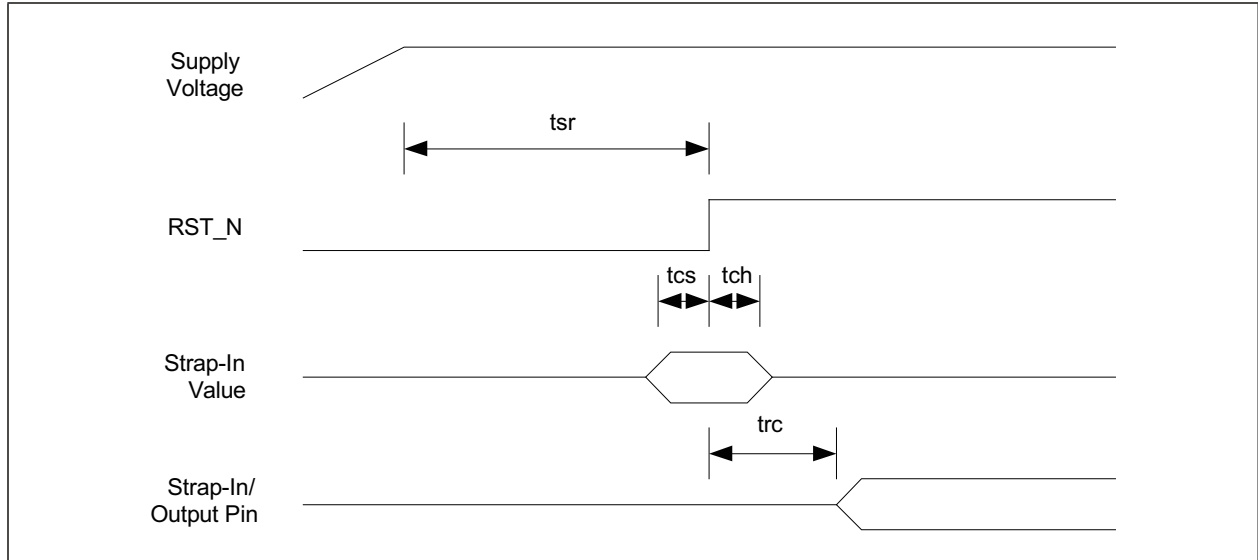 Supply
Voltage
tsr
RST_N
tcs
tch
Strap-In
Value
trc
Strap-In/
Output Pin